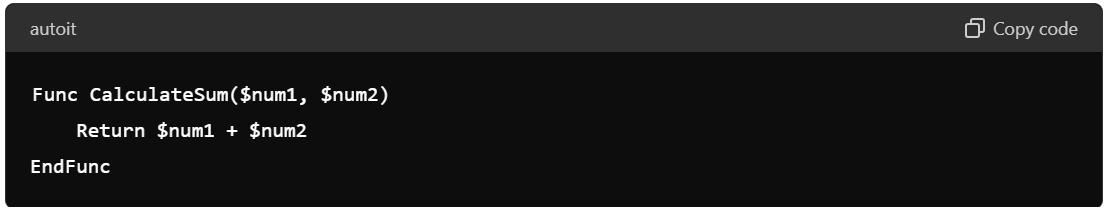 autoit
Copy code
Func CalculateSum($num1, $num2)
    Return $num1 + $num2
EndFunc